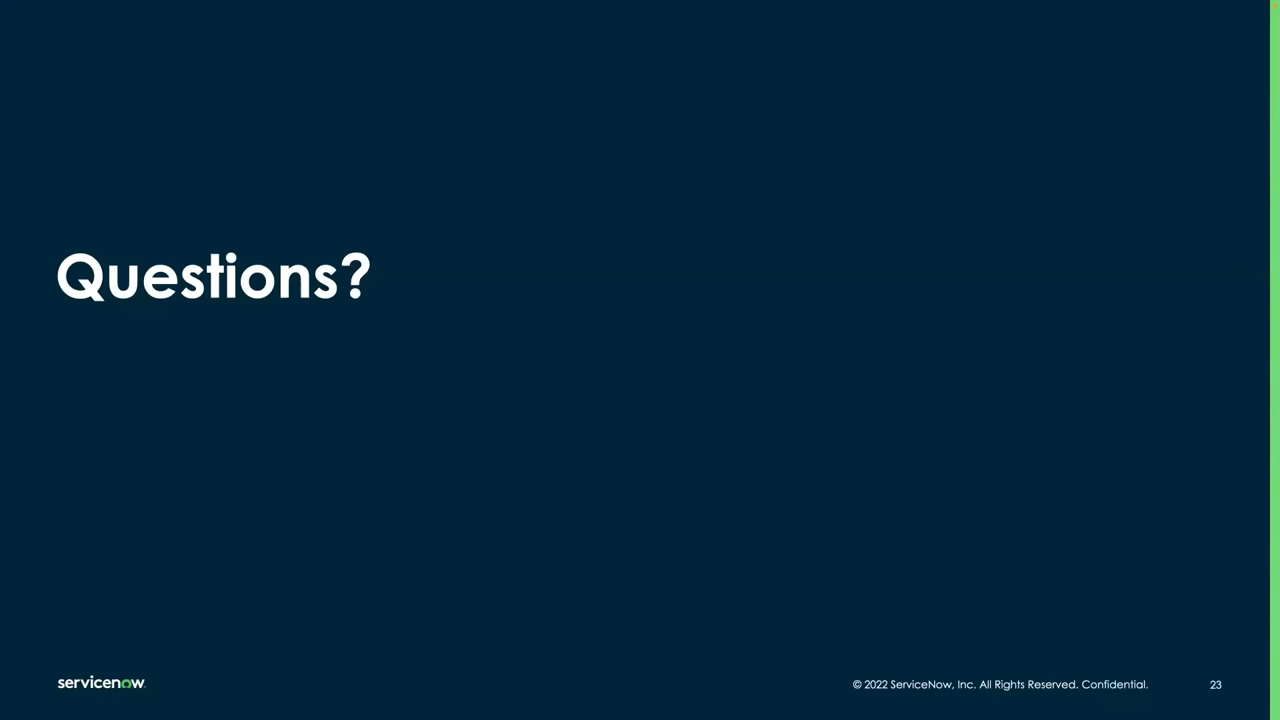 Questions?
servicenow.
© 2022 ServiceNow, Inc. All Rights Reserved. Confidential.
23